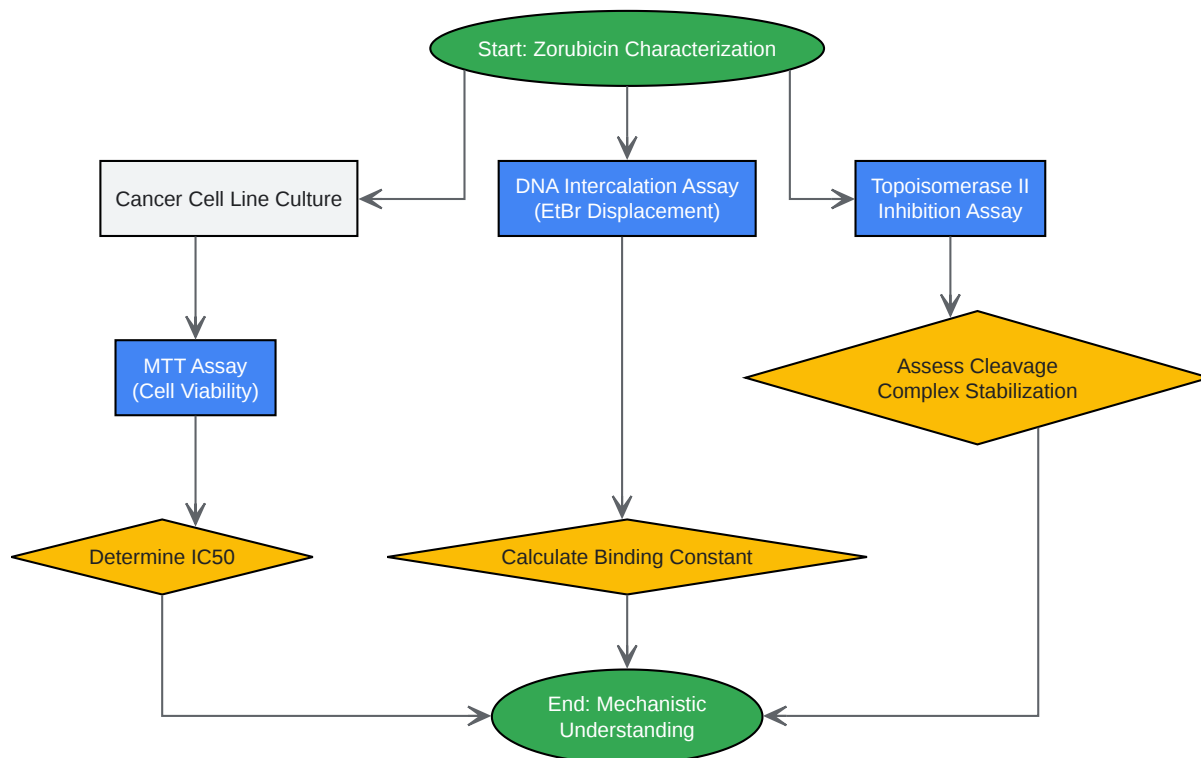 Start: Zorubicin Characterization
Cancer Cell Line Culture
DNA Intercalation Assay
(EtBr Displacement)
Topoisomerase II
Inhibition Assay
MTT Assay
(Cell Viability)
Assess Cleavage
Complex Stabilization
Determine IC50
Calculate Binding Constant
End: Mechanistic
Understanding